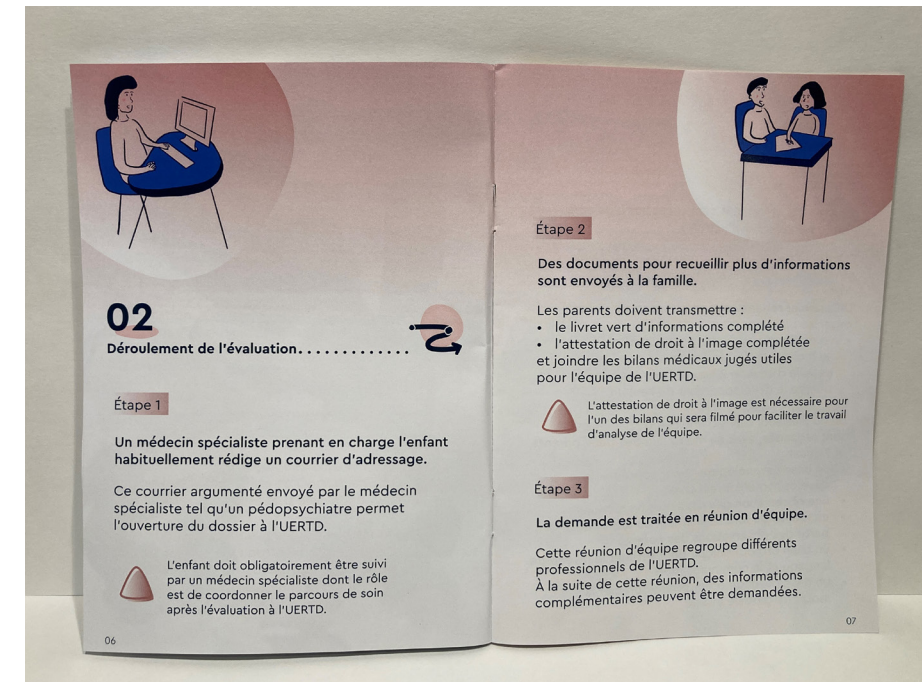 02
Déroulement de l'évaluation.............
Étape 1
Un médecin spécialiste prenant en charge l'enfant
habituellement rédige un courrier d'adressage.
Ce courrier argumenté envoyé par le médecin
spécialiste tel qu'un pédopsychiatre permet
l'ouverture du dossier à l'UERTD.
L'enfant doit obligatoirement être suivi
par un médecin spécialiste dont le rôle
est de coordonner le parcours de soin
après l'évaluation à l'UERTD.
06
Étape 2
Des documents pour recueillir plus d'informations
sont envoyés à la famille.
Les parents doivent transmettre :
• le livret vert d'informations complété
• l'attestation de droit à l'image complétée
et joindre les bilans médicaux jugés utiles
pour l'équipe de l'UERTD.
L'attestation de droit à l'image est nécessaire pour
l'un des bilans qui sera filmé pour faciliter le travail
d'analyse de l'équipe.
Étape 3
La demande est traitée en réunion d'équipe.
Cette réunion d'équipe regroupe différents
professionnels de l'UERTD.
À la suite de cette réunion, des informations
complémentaires peuvent être demandées.
07